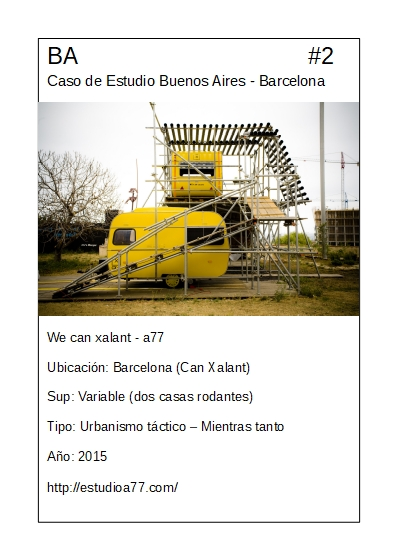 BA #2
Caso de Estudio Buenos Aires - Barcelona
We can xalant - a77
Ubicación: Barcelona (Can Xalant)
Sup: Variable (dos casas rodantes)
Tipo: Urbanismo táctico – Mientras tanto
Año: 2015
http://estudioa77.com/